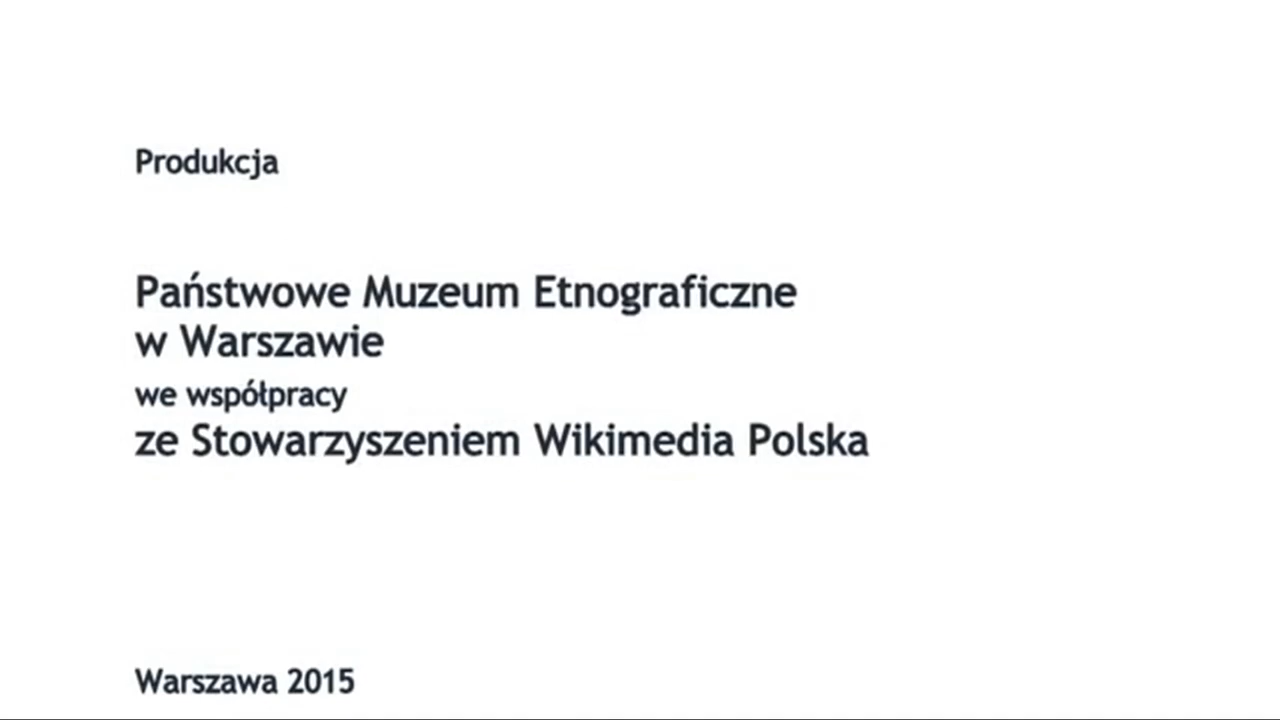 Produkcja
Państwowe Muzeum Etnograficzne
w Warszawie
we współpracy
ze Stowarzyszeniem Wikimedia Polska
Warszawa 2015